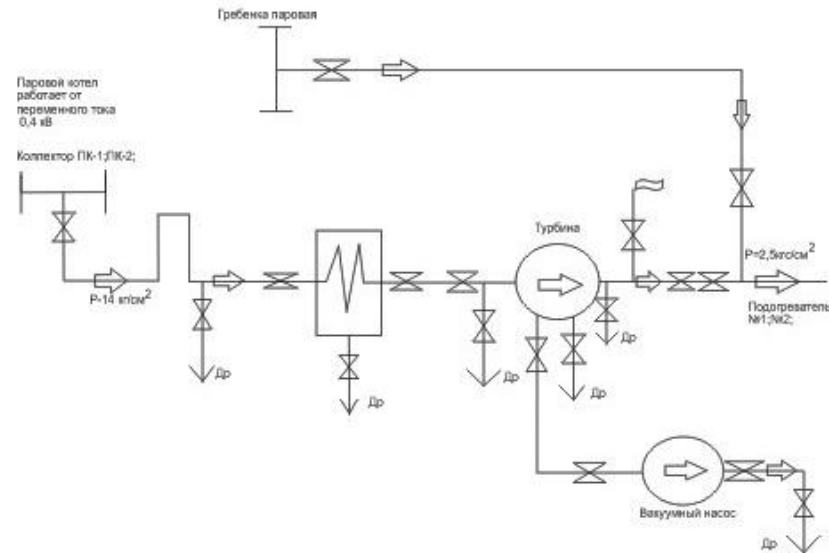 Гребенка паровая
Паровой котел
работает от
переменного тока
0,4 кВ
Коллектор ПК-1;ПК-2;
Турбина
P=2,5кгс/см²
P-14 кг/см²
Подогреватель
№1;№2;
Др
Др
Др
Др
Др
Вакуумный насос
Др